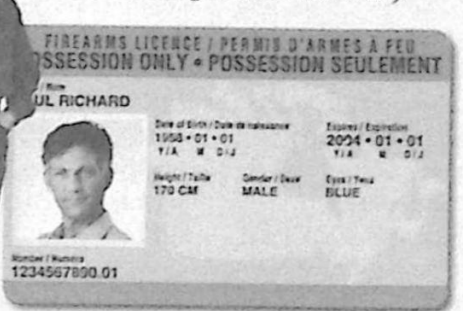 FIREARMS LICENCE / PERMIS D'ARMES À FEU
OSSESSION ONLY • POSSESSION SEULEMENT
/ Nom
UL RICHARD
Date of Birth / Date de naissance
Expires / Expiration
1958 • 01 • 01
2004 • 01 • 01
Y/A M D/J
Y/A M D/J
Height / Taille
Gender / Sexe
Eyes / Yeux
170 CM
MALE
BLUE
Number / Numéro
1234567890.01